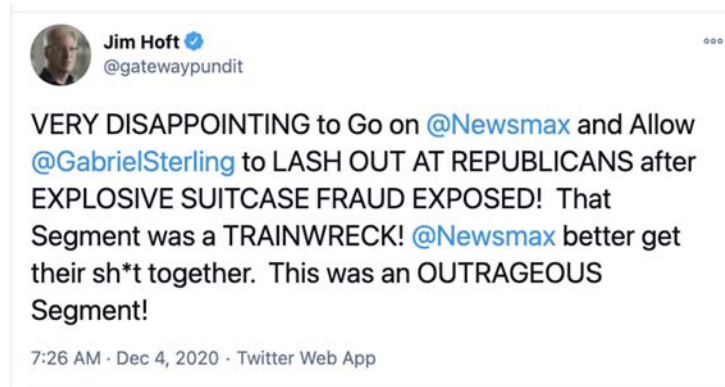 Jim Hoft
@gatewaypundit
VERY DISAPPOINTING to Go on @Newsmax and Allow
@GabrielSterling to LASH OUT AT REPUBLICANS after
EXPLOSIVE SUITCASE FRAUD EXPOSED!  That
Segment was a TRAINWRECK! @Newsmax better get
their sh*t together.  This was an OUTRAGEOUS
Segment!
7:26 AM · Dec 4, 2020 · Twitter Web App